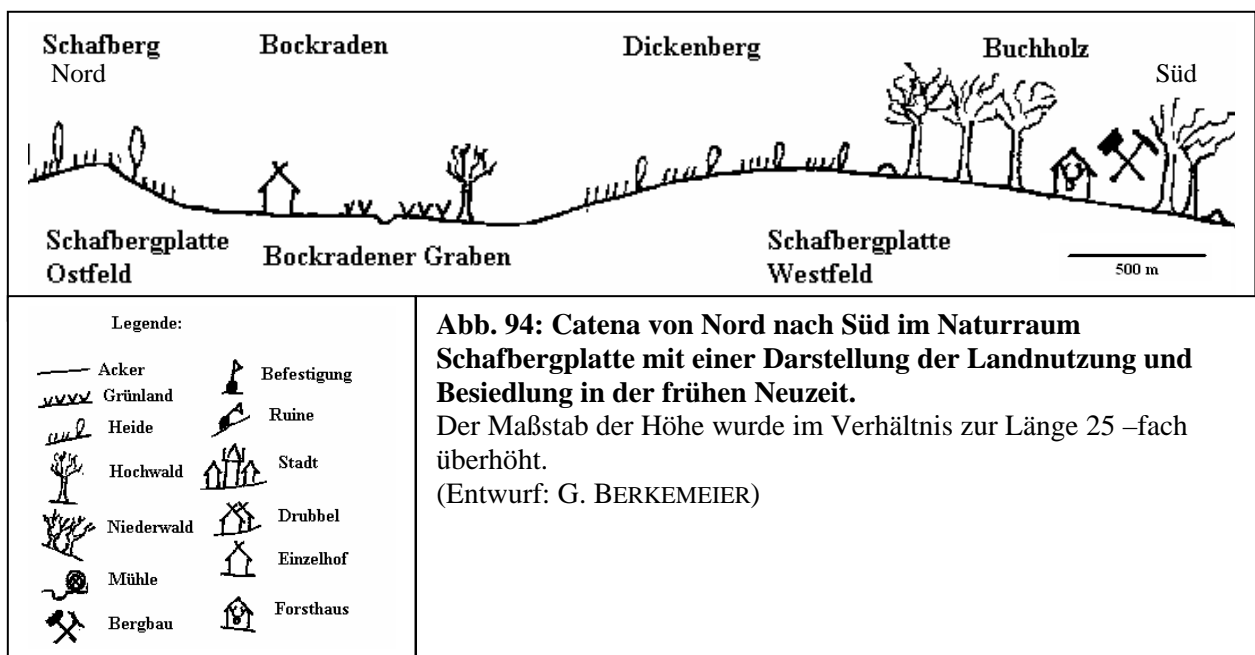 Schafberg Bockraden Dickenberg Buchholz
Nord Süd
Schafbergplatte Ostfeld
Bockradener Graben
Schafbergplatte Westfeld
500 m
Legende:
Acker
Grünland
Heide
Hochwald
Niederwald
Mühle
Bergbau
Befestigung
Ruine
Stadt
Drubbel
Einzelhof
Forsthaus
Abb. 94: Catena von Nord nach Süd im Naturraum
Schafbergplatte mit einer Darstellung der Landnutzung und
Besiedlung in der frühen Neuzeit.
Der Maßstab der Höhe wurde im Verhältnis zur Länge 25 –fach
überhöht.
(Entwurf: G. BERKEMEIER)